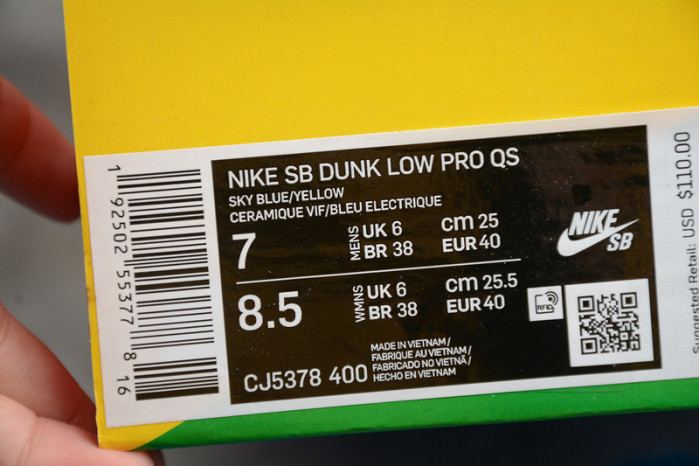 NIKE SB DUNK LOW PRO QS
SKY BLUE/YELLOW
CERAMIQUE VIF/BLEU ELECTRIQUE
7 MENS UK 6 CM 25
BR 38 EUR 40
8.5 WMNS UK 6 CM 25.5
BR 38 EUR 40
NIKE
SB
RFID
MADE IN VIETNAM /
FABRIQUE AU VIETNAM /
FABRICADO NO VIETNÃ /
HECHO EN VIETNAM
CJ5378 400
1 92502 55377 8 16
Suggested Retail: USD $110.00